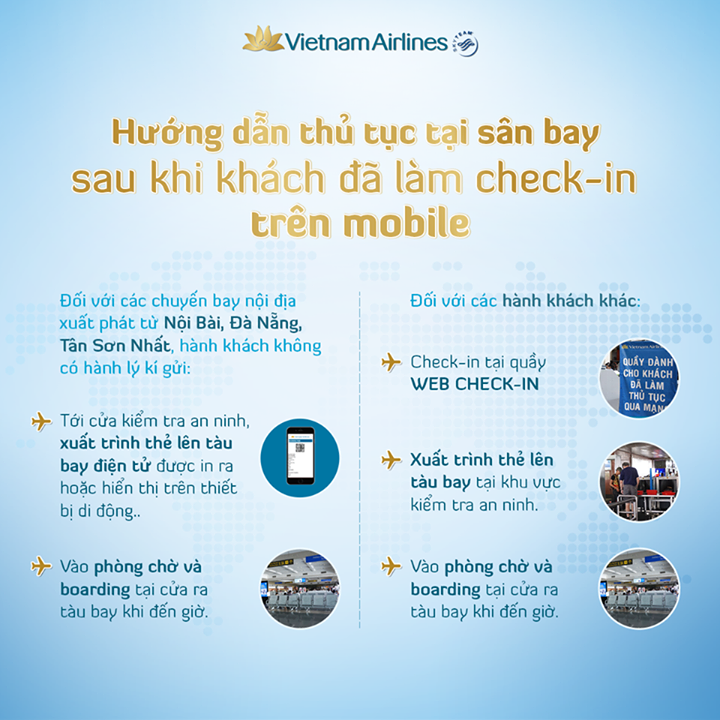 Vietnam Airlines
SKYTEAM
Hướng dẫn thủ tục tại sân bay
sau khi khách đã làm check-in
trên mobile
Đối với các chuyến bay nội địa
xuất phát từ Nội Bài, Đà Nẵng,
Tân Sơn Nhất, hành khách không
có hành lý kí gửi:
Tới cửa kiểm tra an ninh,
xuất trình thẻ lên tàu
bay điện tử được in ra
hoặc hiển thị trên thiết
bị di động..
Vào phòng chờ và
boarding tại cửa ra
tàu bay khi đến giờ.
Đối với các hành khách khác:
Check-in tại quầy
WEB CHECK-IN
Vietnam Airlines
QUẦY DÀNH
CHO KHÁCH
ĐÃ LÀM
THỦ TỤC
QUA MẠNG
Xuất trình thẻ lên
tàu bay tại khu vực
kiểm tra an ninh.
Vào phòng chờ và
boarding tại cửa ra
tàu bay khi đến giờ.